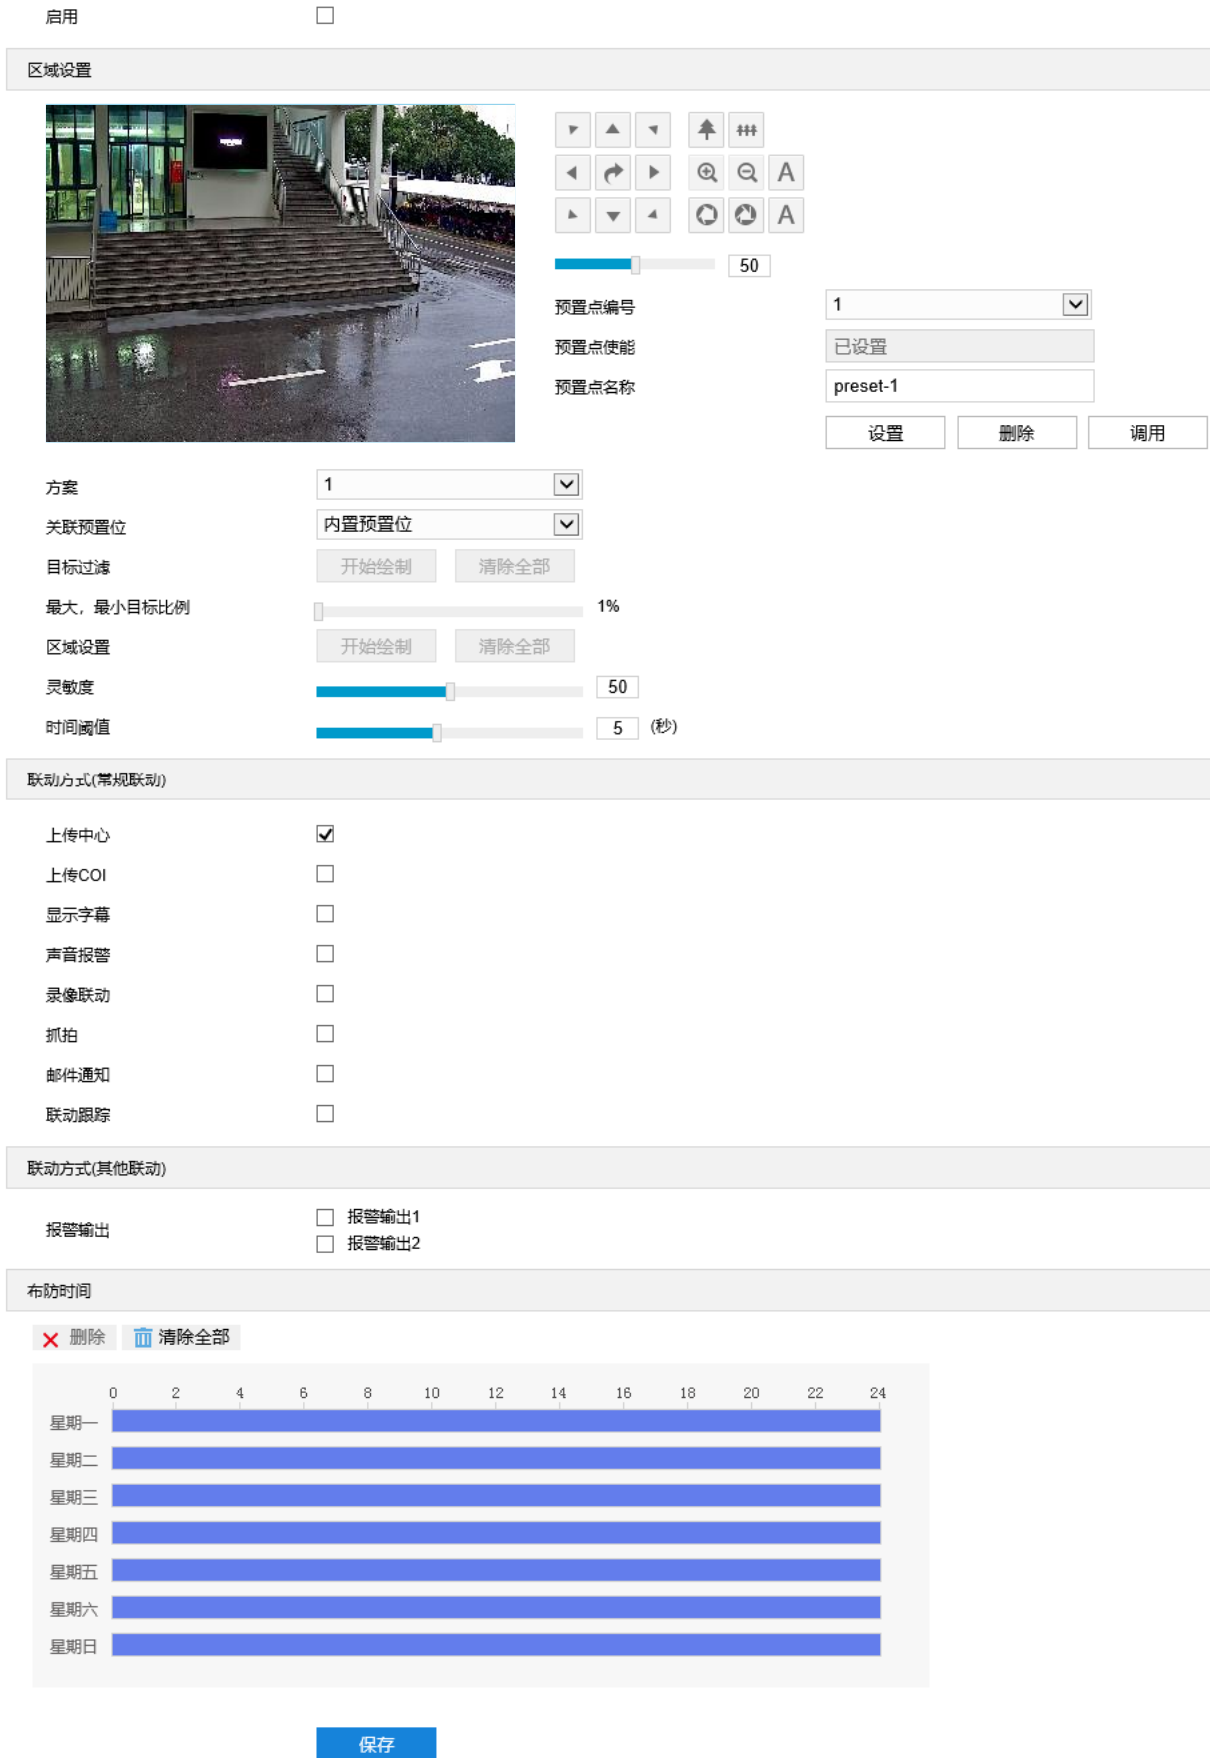 启用
区域设置
A
A
50
预置点编号 1
预置点使能 已设置
预置点名称 preset-1
设置 删除 调用
方案 1
关联预置位 内置预置位
目标过滤 开始绘制 清除全部
最大，最小目标比例 1%
区域设置 开始绘制 清除全部
灵敏度 50
时间阈值 5 (秒)
联动方式(常规联动)
上传中心
上传COI
显示字幕
声音报警
录像联动
抓拍
邮件通知
联动跟踪
联动方式(其他联动)
报警输出 报警输出1
报警输出2
布防时间
删除 清除全部
0 2 4 6 8 10 12 14 16 18 20 22 24
星期一
星期二
星期三
星期四
星期五
星期六
星期日
保存